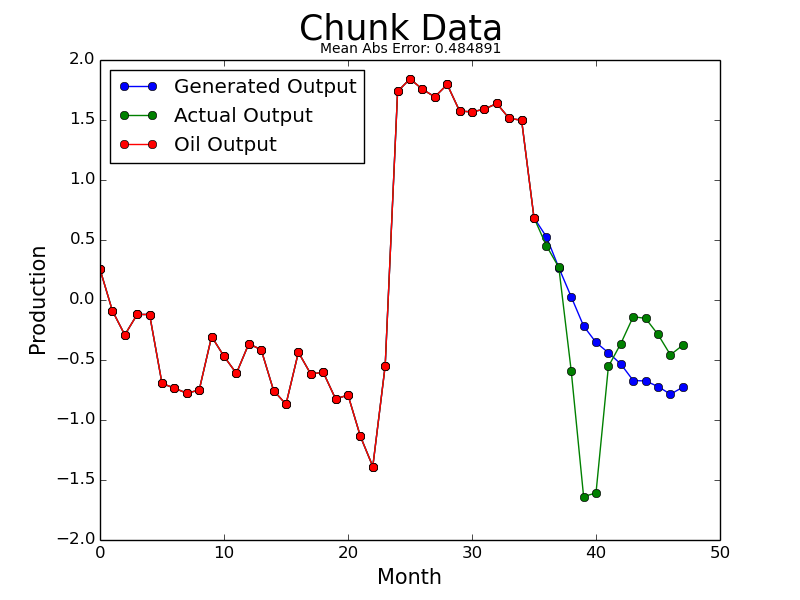 Chunk Data
Mean Abs Error: 0.484891
Generated Output
Actual Output
Oil Output
2.0
1.5
1.0
0.5
0.0
−0.5
−1.0
−1.5
−2.0
Production
0 10 20 30 40 50
Month